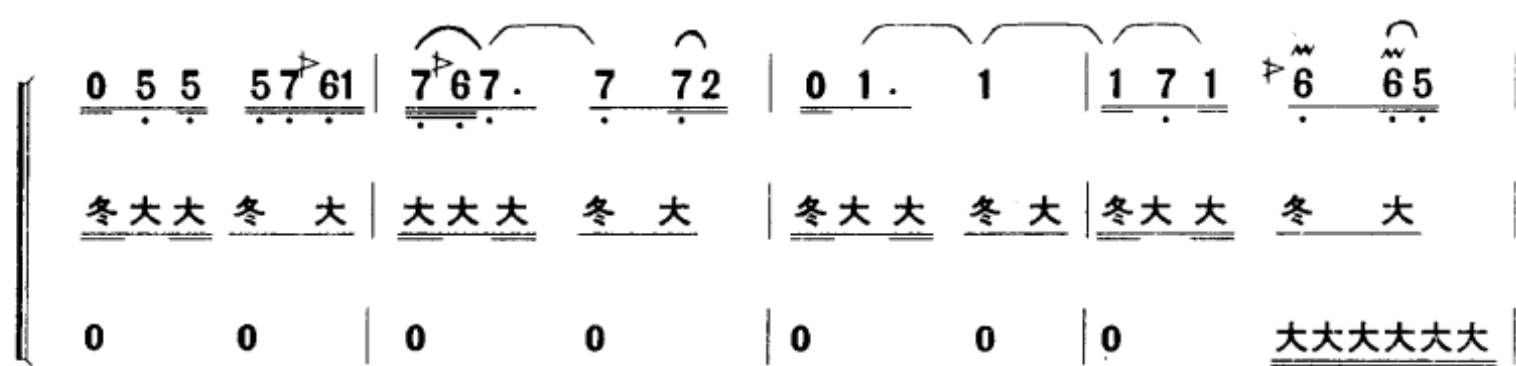 0 5 5 5 7 6 1 | 7 6 7 . 7 7 2 | 0 1 . 1 | 1 7 1 6 6 5 |
冬 大 大 冬 大 | 大 大 大 冬 大 | 冬 大 大 冬 大 | 冬 大 大 冬 大 |
0 0 | 0 0 | 0 0 | 0 大大大大大大 |